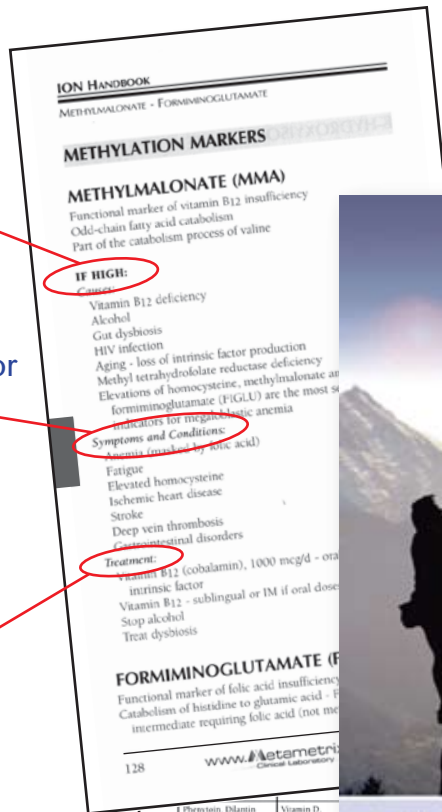 ION HANDBOOK
METHYLMALONATE - FORMIMINOGLUTAMATE
METHYLATION MARKERS
METHYLMALONATE (MMA)
Functional marker of vitamin B12 insufficiency
Odd-chain fatty acid catabolism
Part of the catabolism process of valine
IF HIGH:
Causes:
Vitamin B12 deficiency
Alcohol
Gut dysbiosis
HIV infection
Aging - loss of intrinsic factor production
Methyl tetrahydrofolate reductase deficiency
Elevations of homocysteine, methylmalonate
formiminoglutamate (FIGLU) are the most
indicators for megaloblastic anemia
or
Symptoms and Conditions:
Anemia (masked by folic acid)
Fatigue
Elevated homocysteine
Ischemic heart disease
Stroke
Deep vein thrombosis
Gastrointestinal disorders
Treatment:
Vitamin B12 (cobalamin), 1000 mcg/d -
intrinsic factor
Vitamin B12 - sublingual or IM if oral
Stop alcohol
Treat dysbiosis
FORMIMINOGLUTAMATE
Functional marker of folic acid insufficiency
Catabolism of histidine to glutamic acid -
intermediate requiring folic acid (not
128
www.Metametrix
Clinical Laboratory
Phenytoin, Dilantin
Vitamin D